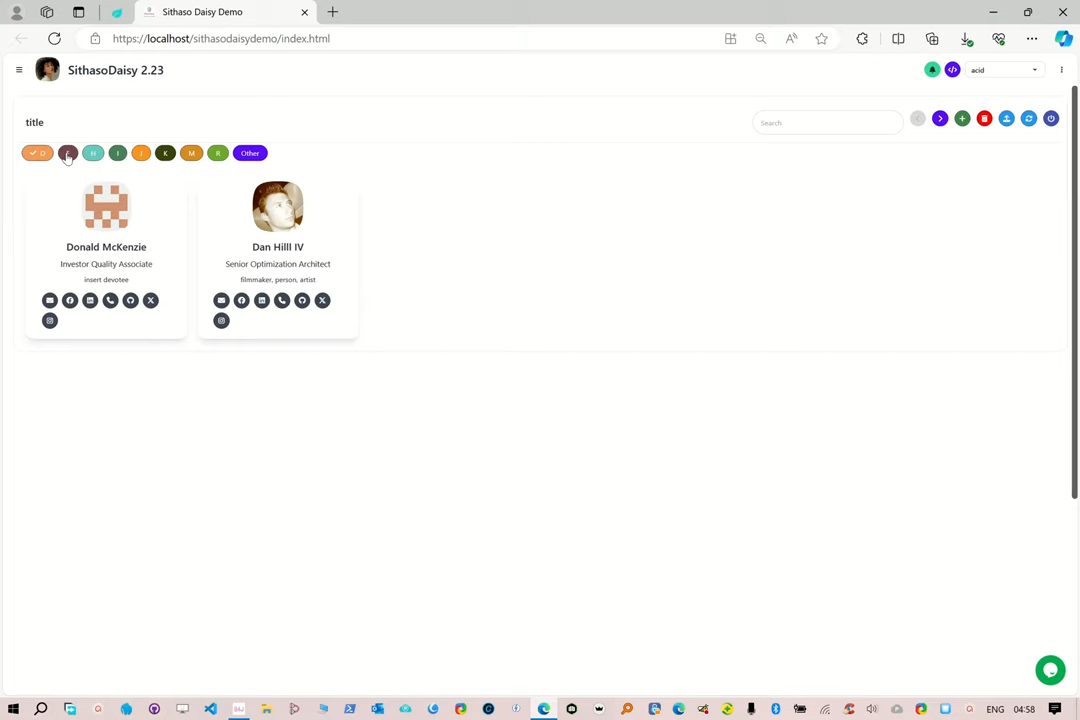 Sithaso Daisy Demo
https://localhost/sithasodaisydemo/index.html
SithasoDaisy 2.23
acid
title
Search
D
H
I
J
K
M
R
Other
Donald McKenzie
Investor Quality Associate
insert devotee
Dan Hilll IV
Senior Optimization Architect
filmmaker, person, artist
ENG
04:58